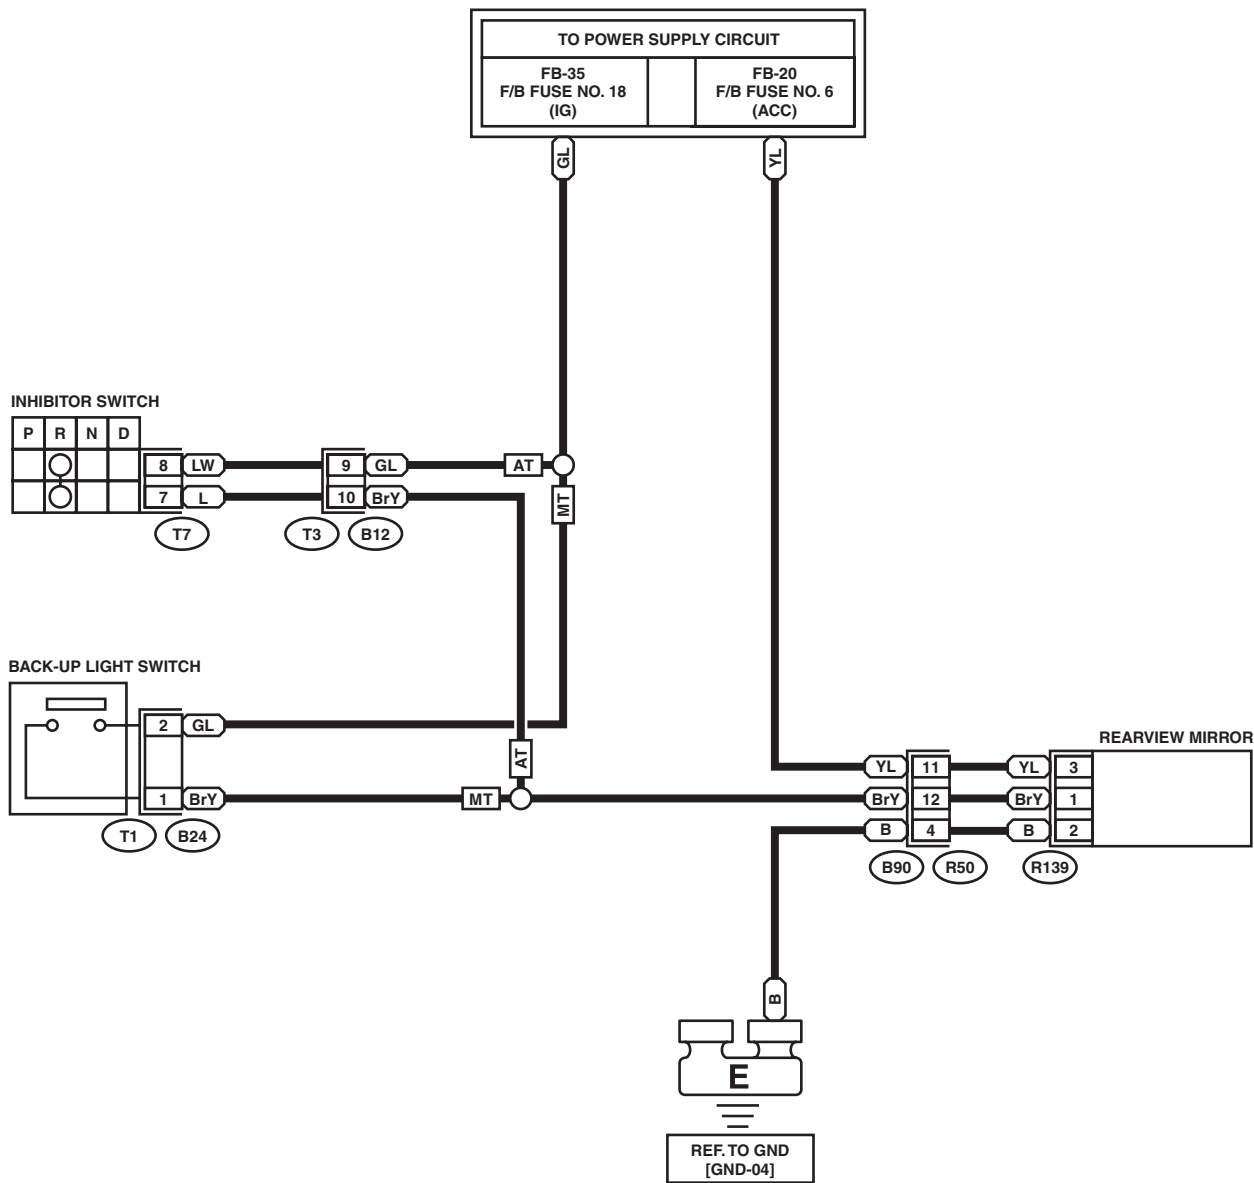 TO POWER SUPPLY CIRCUIT
FB-35
F/B FUSE NO. 18
(IG)
FB-20
F/B FUSE NO. 6
(ACC)
GL
YL
INHIBITOR SWITCH
P R N D
8 LW 9 GL AT
7 L 10 BrY
MT
T7 T3 B12
BACK-UP LIGHT SWITCH
2 GL
AT
1 BrY MT
T1 B24
REARVIEW MIRROR
YL 11 YL 3
BrY 12 BrY 1
B 4 B 2
B90 R50 R139
B
E
REF. TO GND
[GND-04]